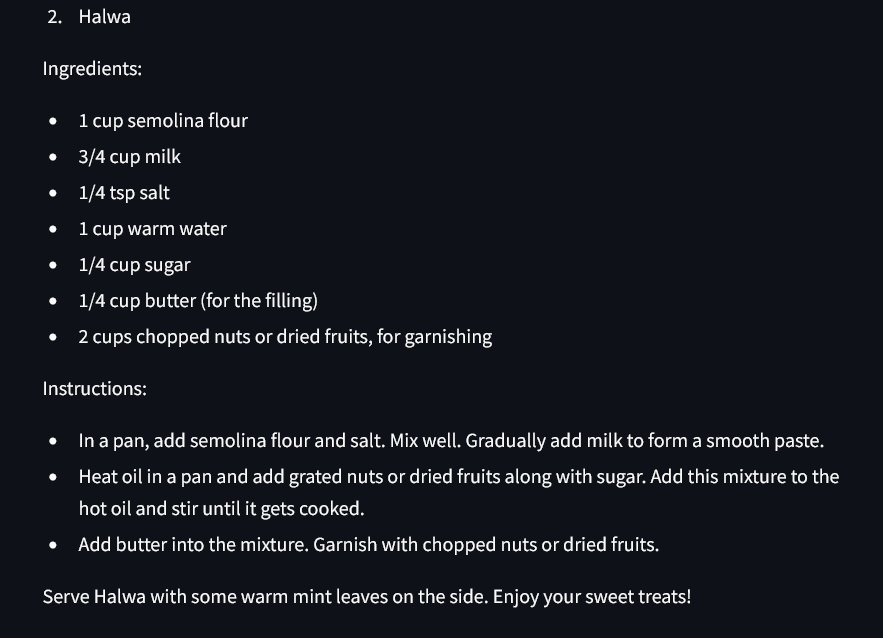 2. Halwa
Ingredients:
• 1 cup semolina flour
• 3/4 cup milk
• 1/4 tsp salt
• 1 cup warm water
• 1/4 cup sugar
• 1/4 cup butter (for the filling)
• 2 cups chopped nuts or dried fruits, for garnishing
Instructions:
• In a pan, add semolina flour and salt. Mix well. Gradually add milk to form a smooth paste.
• Heat oil in a pan and add grated nuts or dried fruits along with sugar. Add this mixture to the
hot oil and stir until it gets cooked.
• Add butter into the mixture. Garnish with chopped nuts or dried fruits.
Serve Halwa with some warm mint leaves on the side. Enjoy your sweet treats!